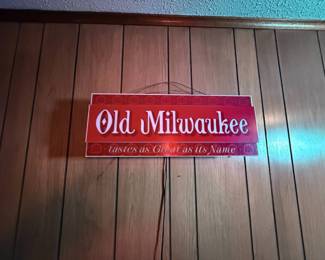 Old Milwaukee
tastes as Great as its Name